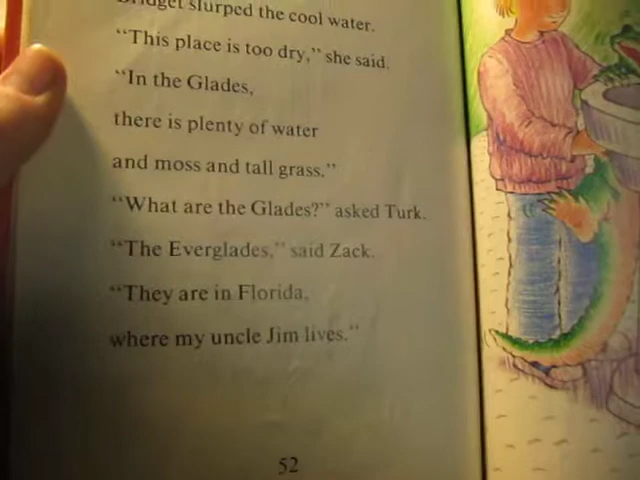 Bridget slurped the cool water.
“This place is too dry,” she said.
“In the Glades,
there is plenty of water
and moss and tall grass.”
“What are the Glades?” asked Turk.
“The Everglades,” said Zack.
“They are in Florida,
where my uncle Jim lives.”
52